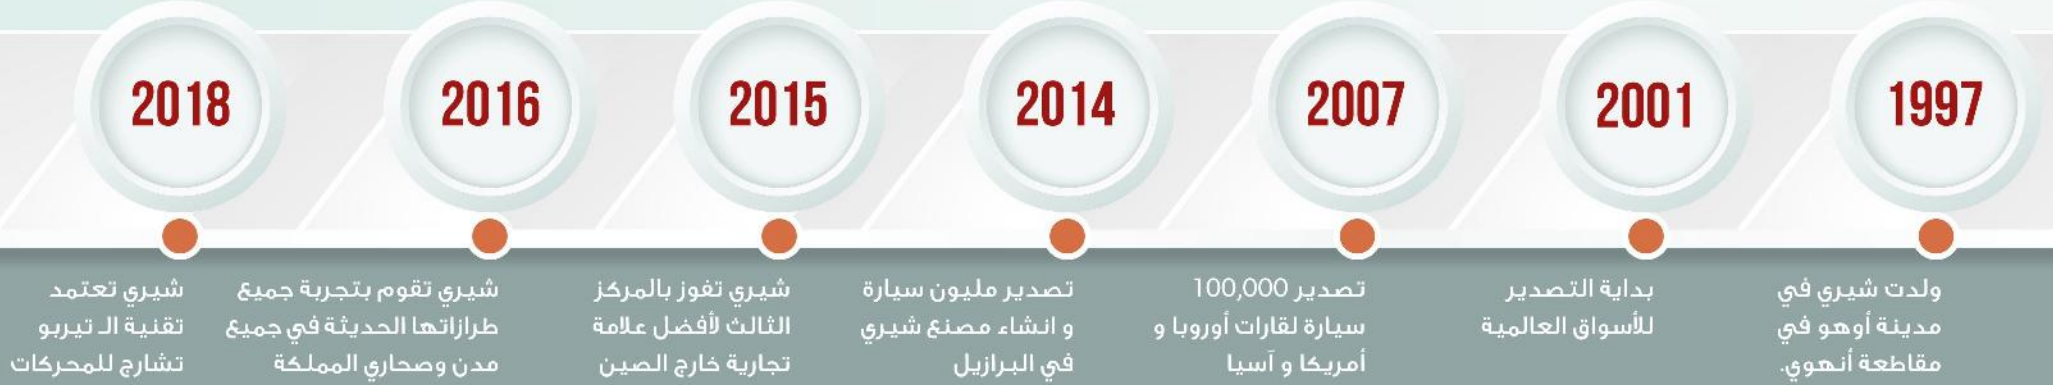 1997
ولدت شيري في
مدينة أوهو في
مقاطعة أنهوي.
2001
بداية التصدير
للأسواق العالمية
2007
تصدير 100,000
سيارة لقارات أوروبا و
أمريكا و آسيا
2014
تصدير مليون سيارة
و انشاء مصنع شيري
في البرازيل
2015
شيري تفوز بالمركز
الثالث لأفضل علامة
تجارية خارج الصين
2016
شيري تقوم بتجربة جميع
طرازاتها الحديثة في جميع
مدن وصحاري المملكة
2018
شيري تعتمد
تقنية الـ تيربو
تشارج للمحركات